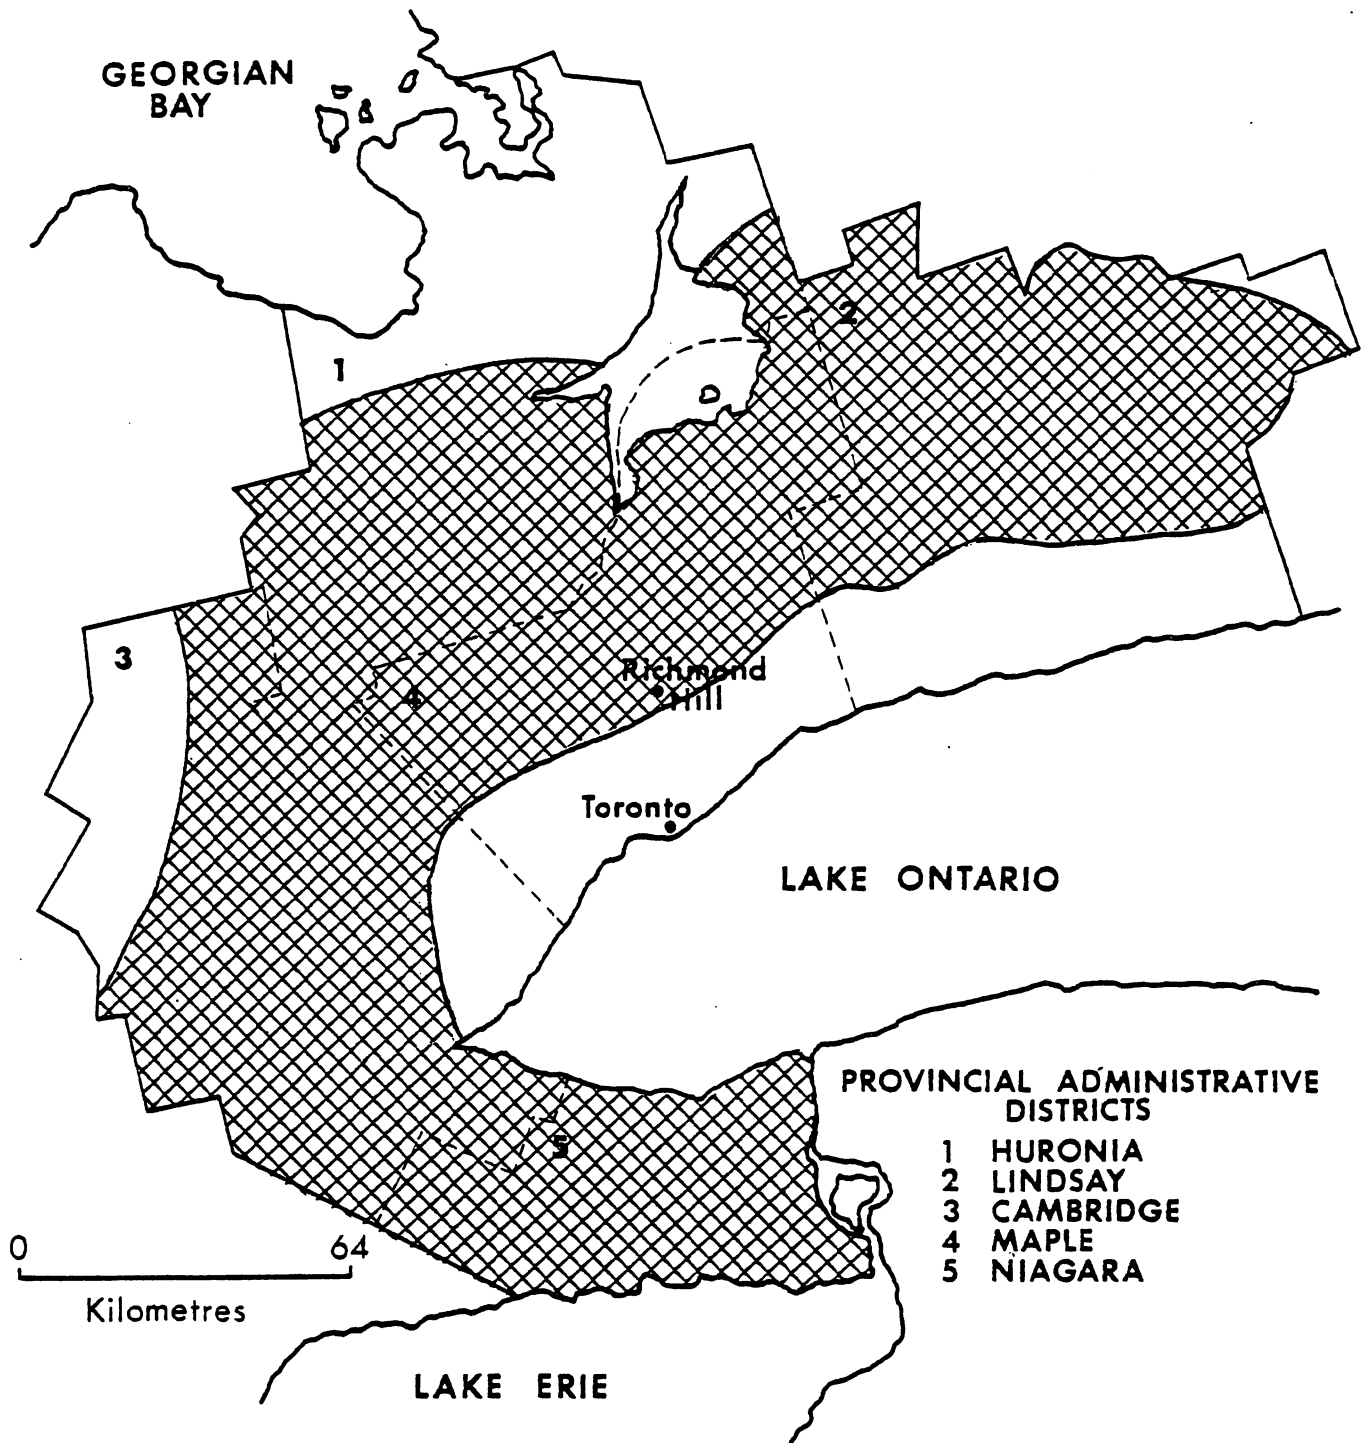 GEORGIAN
BAY
1
2
3
4
Richmond
Hill
Toronto
LAKE ONTARIO
5
PROVINCIAL ADMINISTRATIVE
DISTRICTS
1 HURONIA
2 LINDSAY
3 CAMBRIDGE
4 MAPLE
5 NIAGARA
0 64
Kilometres
LAKE ERIE